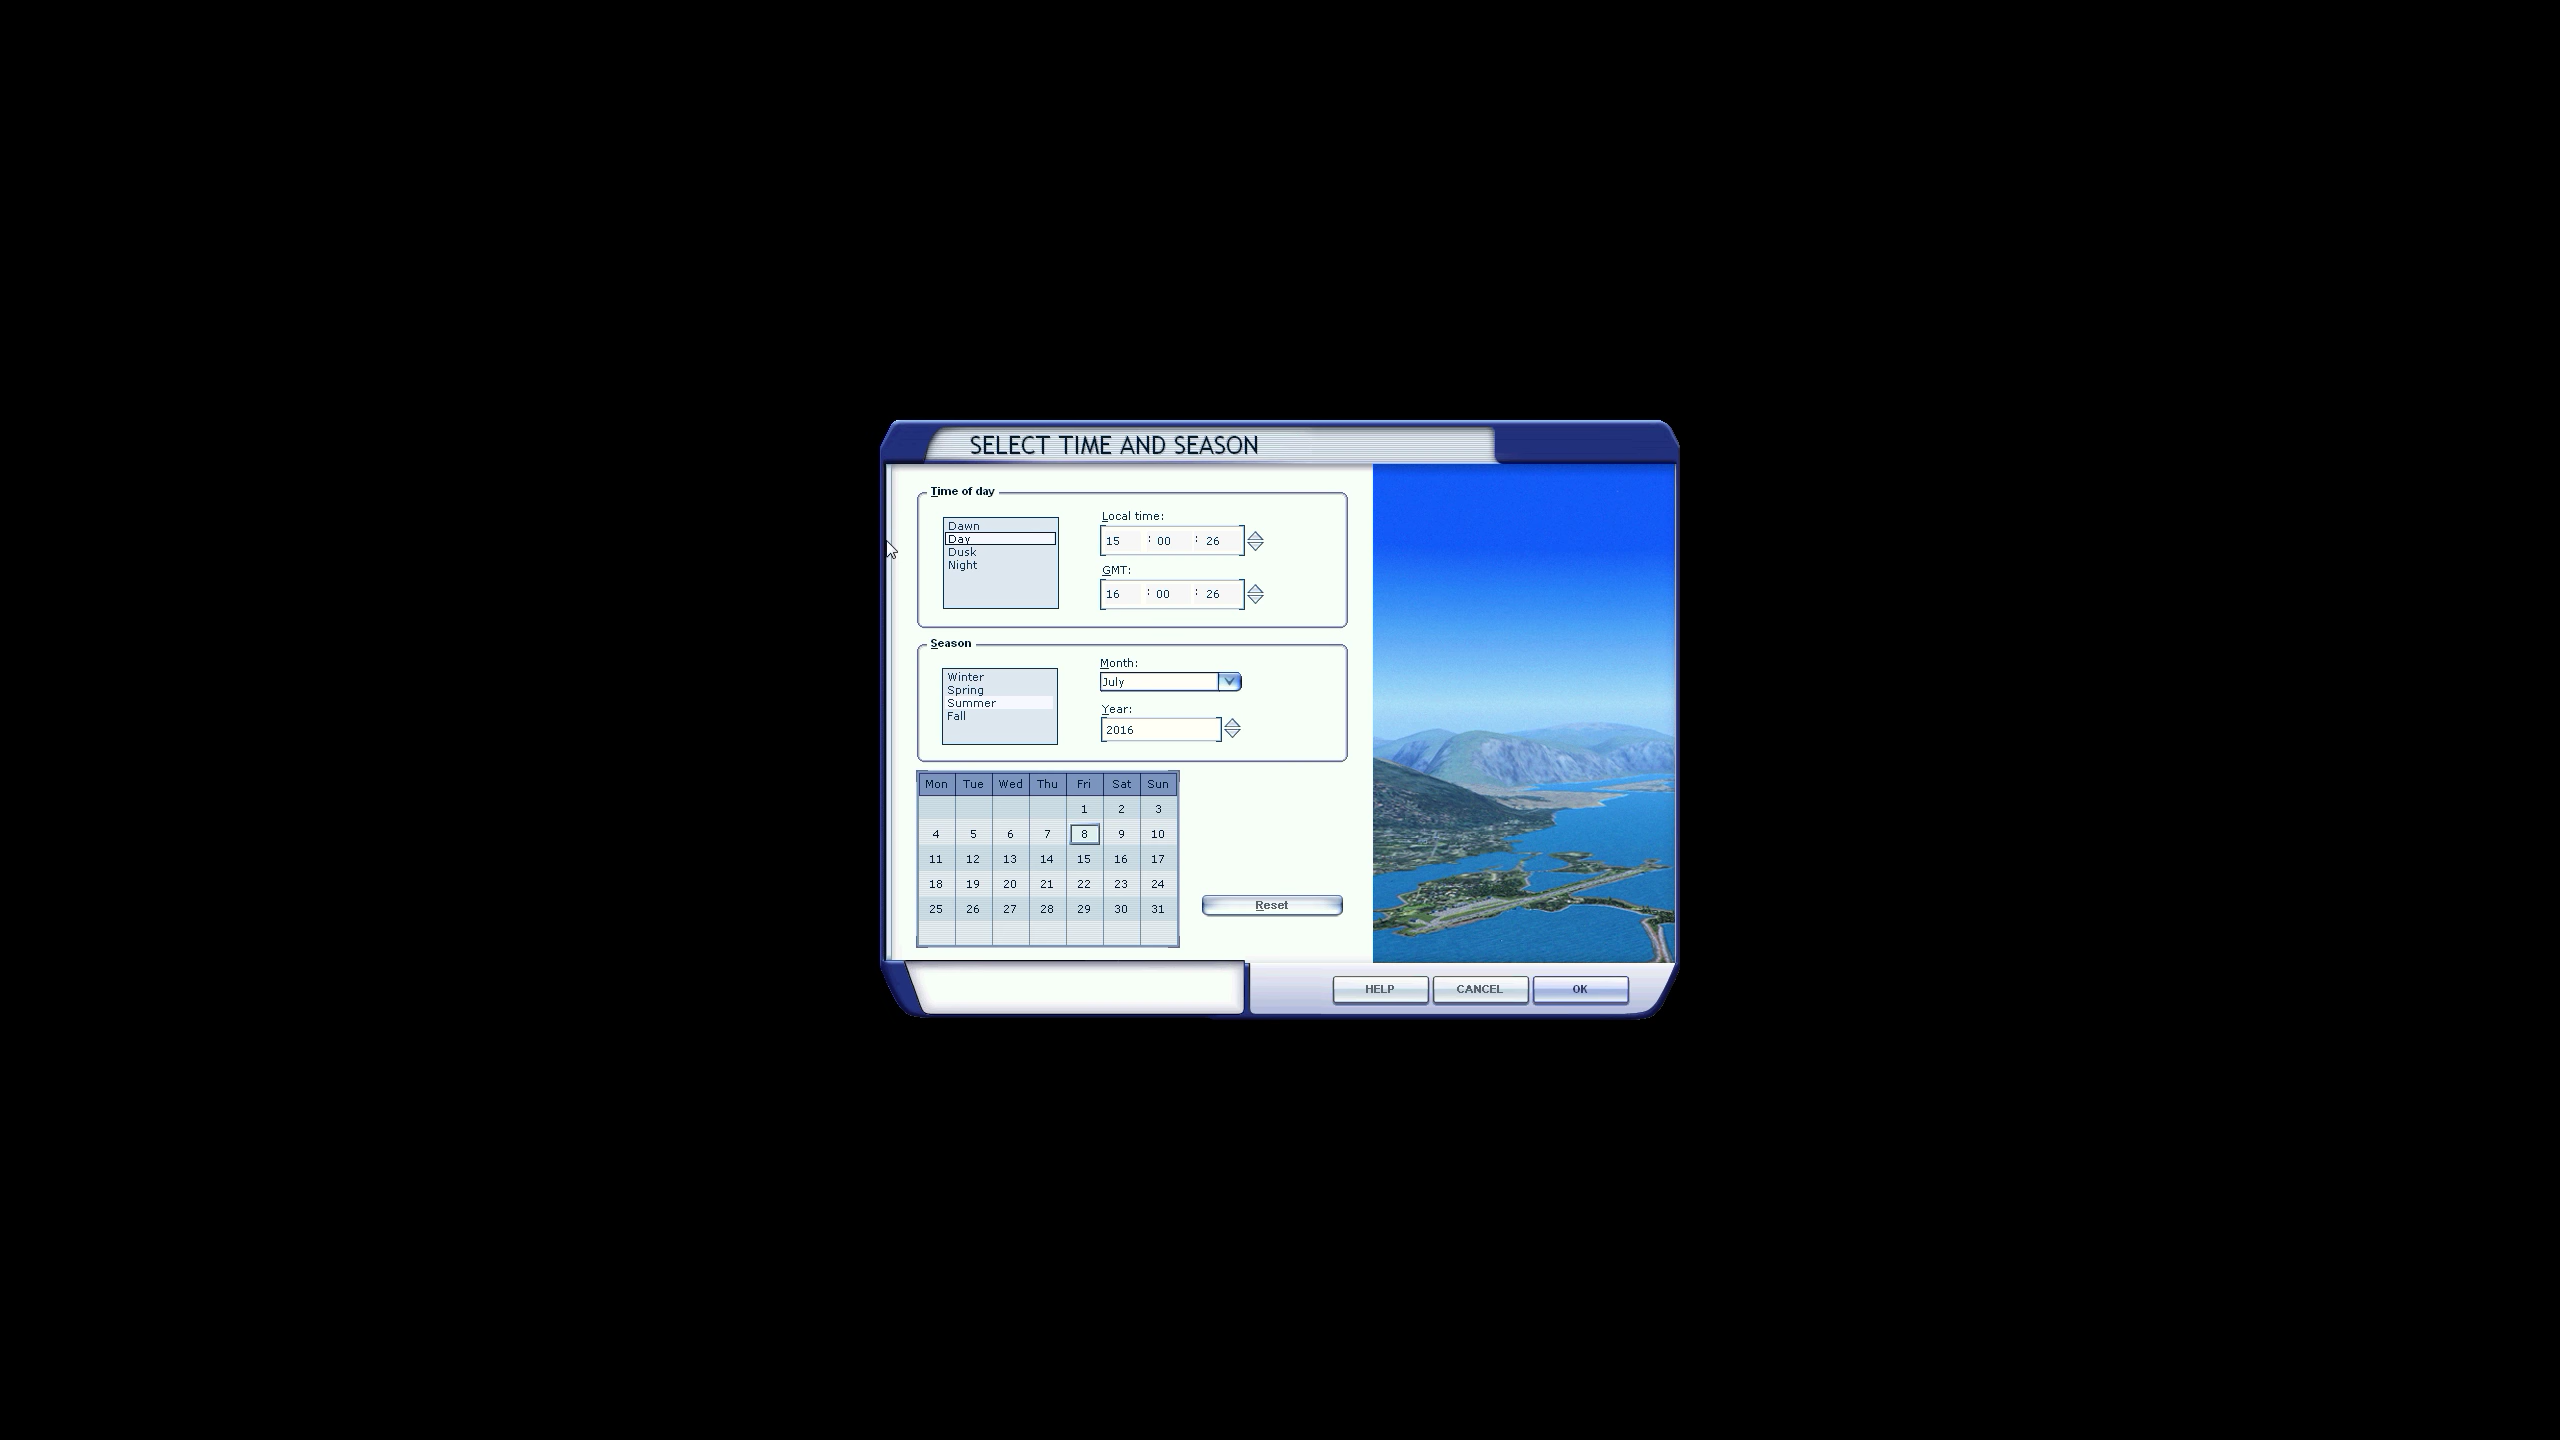 SELECT TIME AND SEASON
Time of day
Dawn
Day
Dusk
Night
Local time:
15 : 00 : 26
GMT:
16 : 00 : 26
Season
Winter
Spring
Summer
Fall
Month:
July
Year:
2016
Mon Tue Wed Thu Fri Sat Sun
1 2 3
4 5 6 7 8 9 10
11 12 13 14 15 16 17
18 19 20 21 22 23 24
25 26 27 28 29 30 31
Reset
HELP CANCEL OK